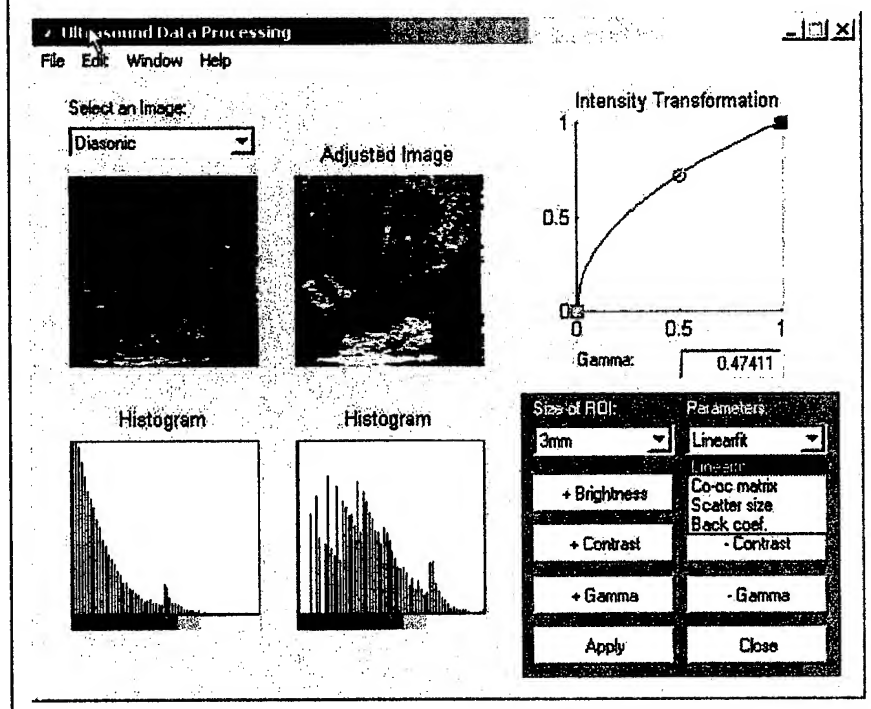 Ultrasound Data Processing
File Edit Window Help
Select an Image:
Diasonic
Adjusted Image
Intensity Transformation
1
0.5
0
0 0.5 1
Gamma: 0.47411
Histogram
Histogram
Size of ROI: Parameters:
3mm Linearfit
Linearfit
+ Brightness
Co-oc matrix
Scatter size
Back coef.
+ Contrast - Contrast
+ Gamma - Gamma
Apply Close